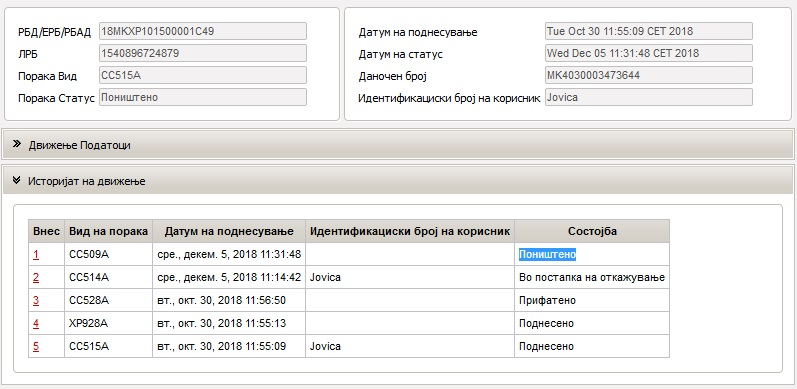 РБД/ЕРБ/РБАД 18MKXP101500001C49
ЛРБ 1540896724879
Порака Вид CC515A
Порака Статус Поништено
Датум на поднесување Tue Oct 30 11:55:09 CET 2018
Датум на статус Wed Dec 05 11:31:48 CET 2018
Даночен број MK4030003473644
Идентификациски број на корисник Jovica
Движење Податоци
Историјат на движење
Внес Вид на порака Датум на поднесување Идентификациски број на корисник Состојба
1 CC509A сре., декем. 5, 2018 11:31:48 Поништено
2 CC514A сре., декем. 5, 2018 11:14:42 Jovica Во постапка на откажување
3 CC528A вт., окт. 30, 2018 11:56:50 Прифатено
4 XP928A вт., окт. 30, 2018 11:55:13 Поднесено
5 CC515A вт., окт. 30, 2018 11:55:09 Jovica Поднесено